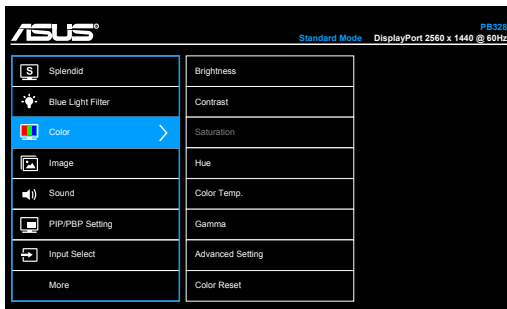 ASUS
PB328
Standard Mode DisplayPort 2560 x 1440 @ 60Hz
S Splendid
Blue Light Filter
Color
Image
Sound
PIP/PBP Setting
Input Select
More
Brightness
Contrast
Saturation
Hue
Color Temp.
Gamma
Advanced Setting
Color Reset